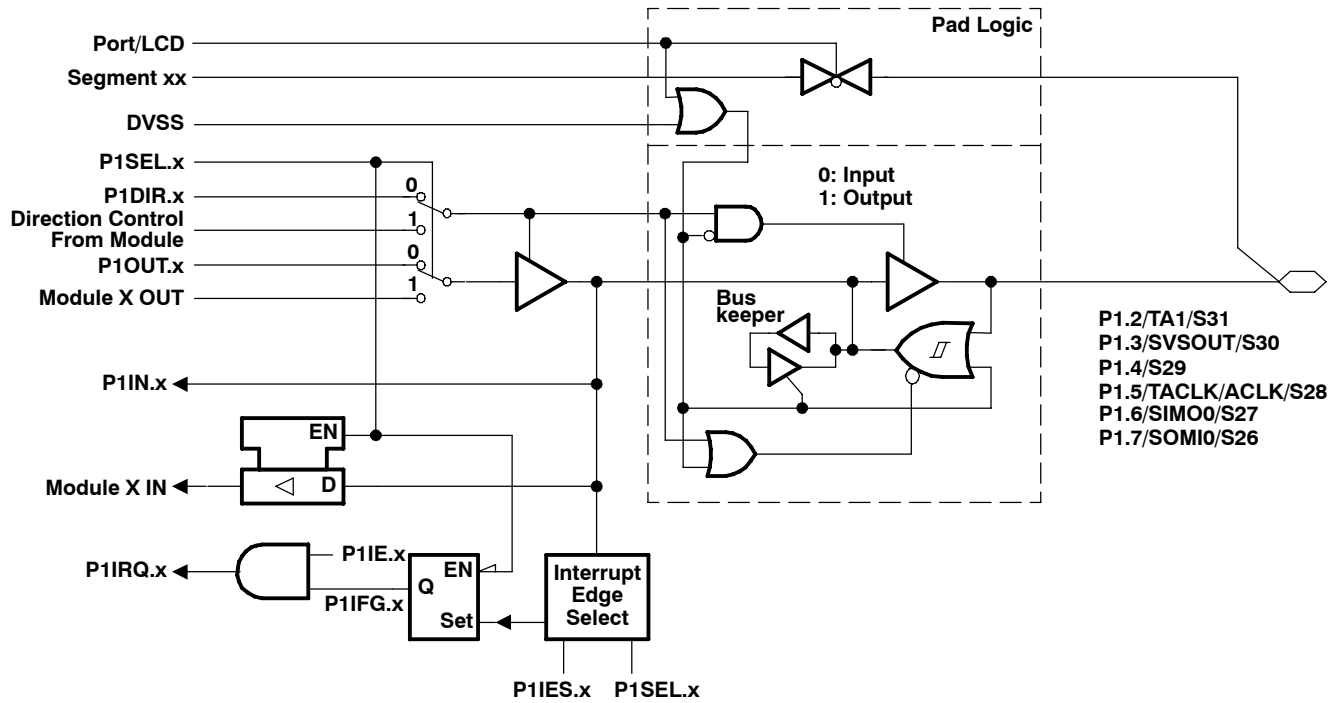 Pad Logic
Port/LCD
Segment xx
DVSS
P1SEL.x
P1DIR.x
0
Direction Control
From Module
1
P1OUT.x
0
Module X OUT
1
0: Input
1: Output
Bus
keeper
P1.2/TA1/S31
P1.3/SVSOUT/S30
P1.4/S29
P1.5/TACLK/ACLK/S28
P1.6/SIMO0/S27
P1.7/SOMI0/S26
P1IN.x
EN
D
Module X IN
P1IRQ.x
P1IE.x
P1IFG.x
EN
Q
Set
Interrupt
Edge
Select
P1IES.x
P1SEL.x